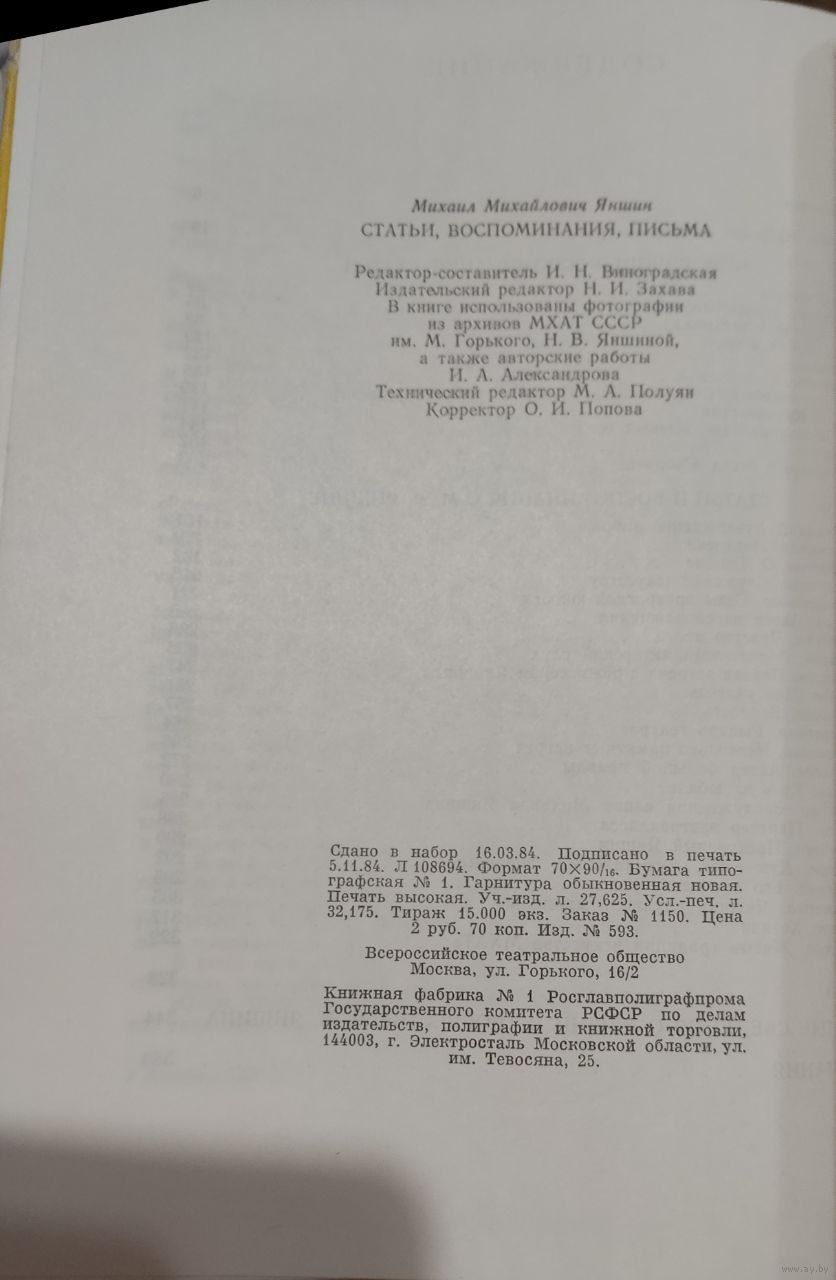 Михаил Михайлович Яншин
СТАТЬИ, ВОСПОМИНАНИЯ, ПИСЬМА
Редактор-составитель И. Н. Виноградская
Издательский редактор Н. И. Захава
В книге использованы фотографии
из архивов МХАТ СССР
им. М. Горького, Н. В. Яншиной,
а также авторские работы
И. А. Александрова
Технический редактор М. А. Полуян
Корректор О. И. Попова
Сдано в набор 16.03.84. Подписано в печать
5.11.84. Л 108694. Формат 70×90/16. Бумага типо-
графская № 1. Гарнитура обыкновенная новая.
Печать высокая. Уч.-изд. л. 27,625. Усл.-печ. л.
32,175. Тираж 15.000 экз. Заказ № 1150. Цена
2 руб. 70 коп. Изд. № 593.
Всероссийское театральное общество
Москва, ул. Горького, 16/2
Книжная фабрика № 1 Росглавполиграфпрома
Государственного комитета РСФСР по делам
издательств, полиграфии и книжной торговли,
144003, г. Электросталь Московской области, ул.
им. Тевосяна, 25.
www.ay.by